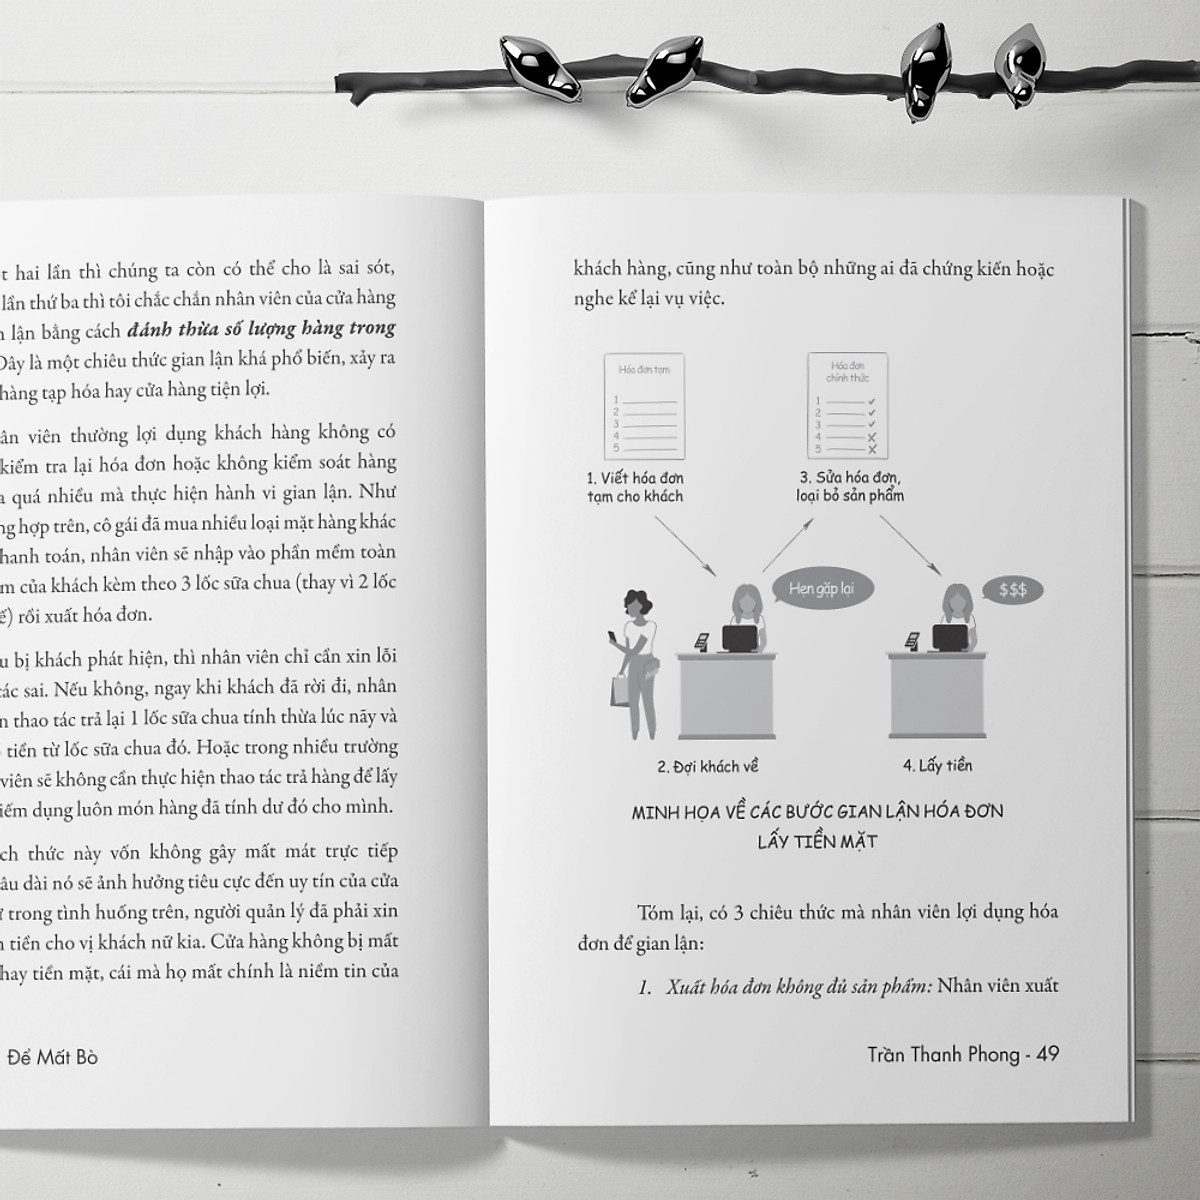 t hai lần thì chúng ta còn có thể cho là sai sót,
lần thứ ba thì tôi chắc chắn nhân viên của cửa hàng
lận bằng cách đánh thừa số lượng hàng trong
Đây là một chiêu thức gian lận khá phổ biến, xảy ra
hàng tạp hóa hay cửa hàng tiện lợi.
ân viên thường lợi dụng khách hàng không có
kiểm tra lại hóa đơn hoặc không kiểm soát hàng
a quá nhiều mà thực hiện hành vi gian lận. Như
ng hợp trên, cô gái đã mua nhiều loại mặt hàng khác
hanh toán, nhân viên sẽ nhập vào phần mềm toàn
m của khách kèm theo 3 lốc sữa chua (thay vì 2 lốc
ế) rồi xuất hóa đơn.
u bị khách phát hiện, thì nhân viên chỉ cần xin lỗi
tác sai. Nếu không, ngay khi khách đã rời đi, nhân
n thao tác trả lại 1 lốc sữa chua tính thừa lúc nãy và
tiền từ lốc sữa chua đó. Hoặc trong nhiều trường
viên sẽ không cần thực hiện thao tác trả hàng để lấy
iếm dụng luôn món hàng đã tính dư đó cho mình.
ch thức này vốn không gây mất mát trực tiếp
âu dài nó sẽ ảnh hưởng tiêu cực đến uy tín của cửa
ư trong tình huống trên, người quản lý đã phải xin
n tiền cho vị khách nữ kia. Cửa hàng không bị mất
hay tiền mặt, cái mà họ mất chính là niềm tin của
Để Mất Bò
khách hàng, cũng như toàn bộ những ai đã chứng kiến hoặc
nghe kể lại vụ việc.
Hóa đơn tạm
1
2
3
4
5
1. Viết hóa đơn
tạm cho khách
Hóa đơn
chính thức
1 ✓
2 ✓
3 ✓
4 X
5 X
3. Sửa hóa đơn,
loại bỏ sản phẩm
Hẹn gặp lại
$$$
2. Đợi khách về
4. Lấy tiền
MINH HỌA VỀ CÁC BƯỚC GIAN LẬN HÓA ĐƠN
LẤY TIỀN MẶT
Tóm lại, có 3 chiêu thức mà nhân viên lợi dụng hóa
đơn để gian lận:
1. Xuất hóa đơn không đủ sản phẩm: Nhân viên xuất
Trần Thanh Phong - 49